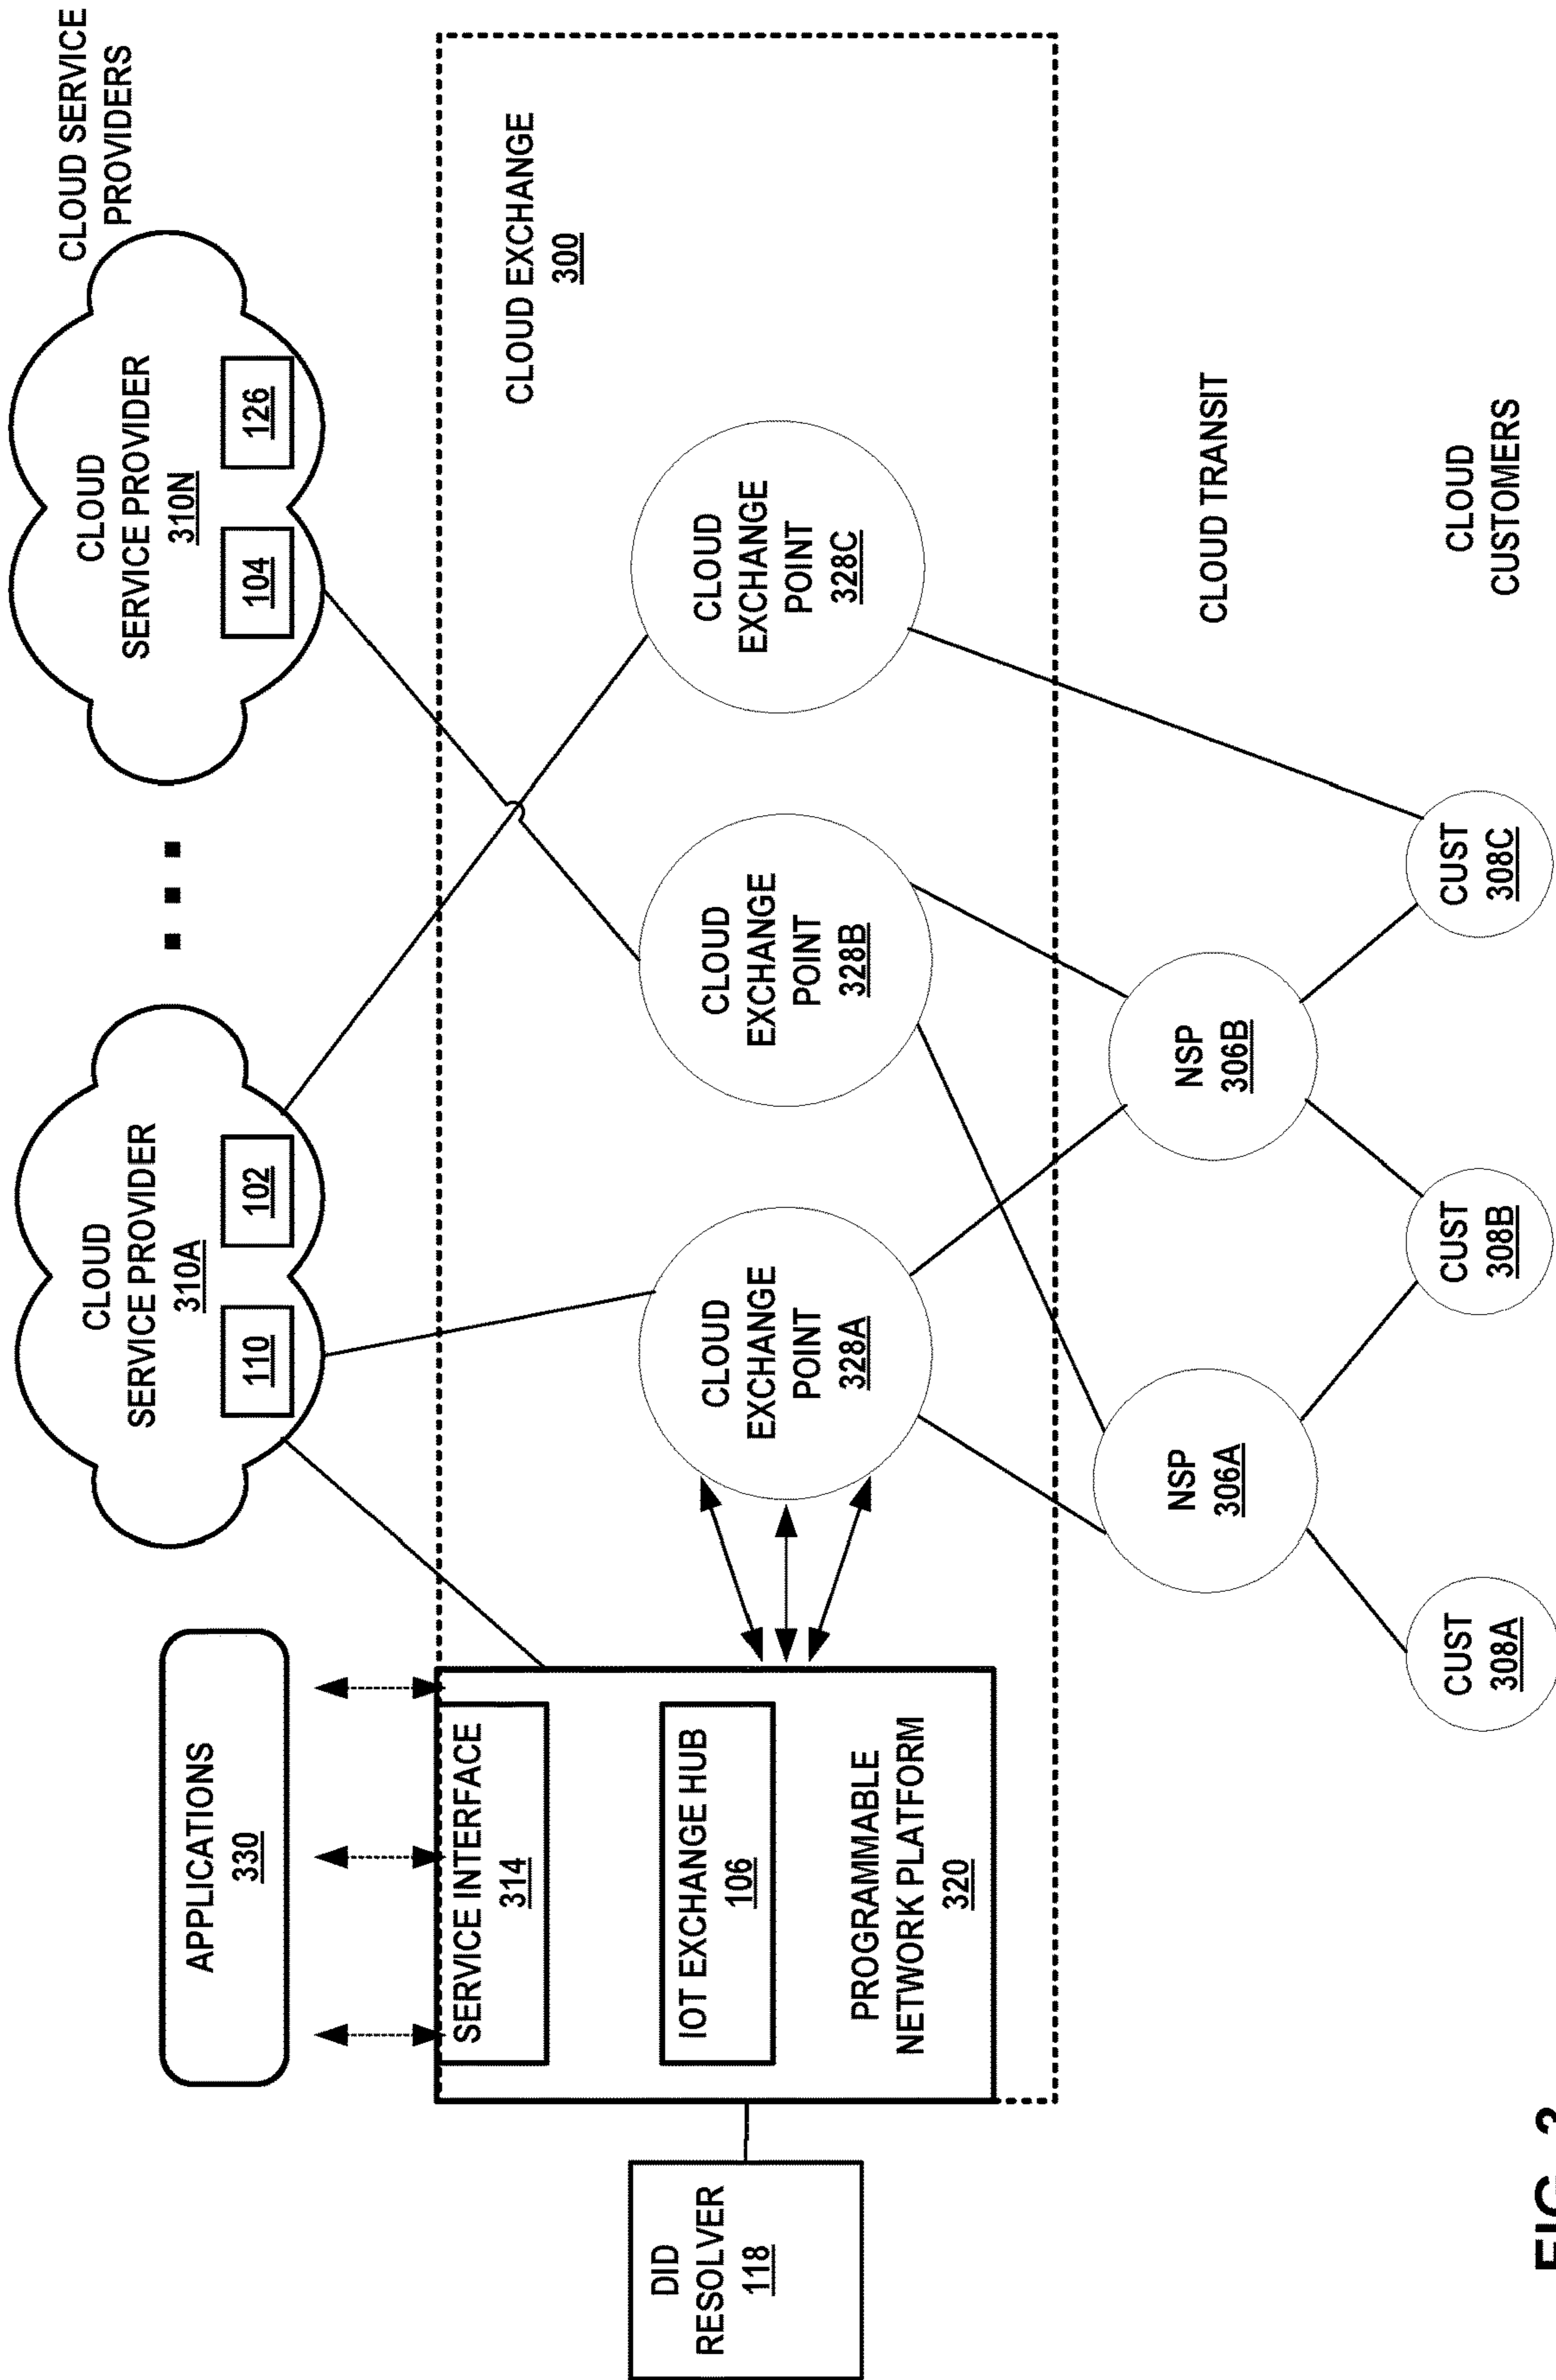 CLOUD SERVICE
PROVIDERS
APPLICATIONS
330
CLOUD
SERVICE PROVIDER
310A
110
102
CLOUD
SERVICE PROVIDER
310N
104
126
CLOUD EXCHANGE
300
SERVICE INTERFACE
314
IOT EXCHANGE HUB
106
PROGRAMMABLE
NETWORK PLATFORM
320
DID
RESOLVER
118
CLOUD
EXCHANGE
POINT
328A
CLOUD
EXCHANGE
POINT
328B
CLOUD
EXCHANGE
POINT
328C
NSP
306A
NSP
306B
CLOUD TRANSIT
CUST
308A
CUST
308B
CUST
308C
CLOUD
CUSTOMERS
FIG. 3